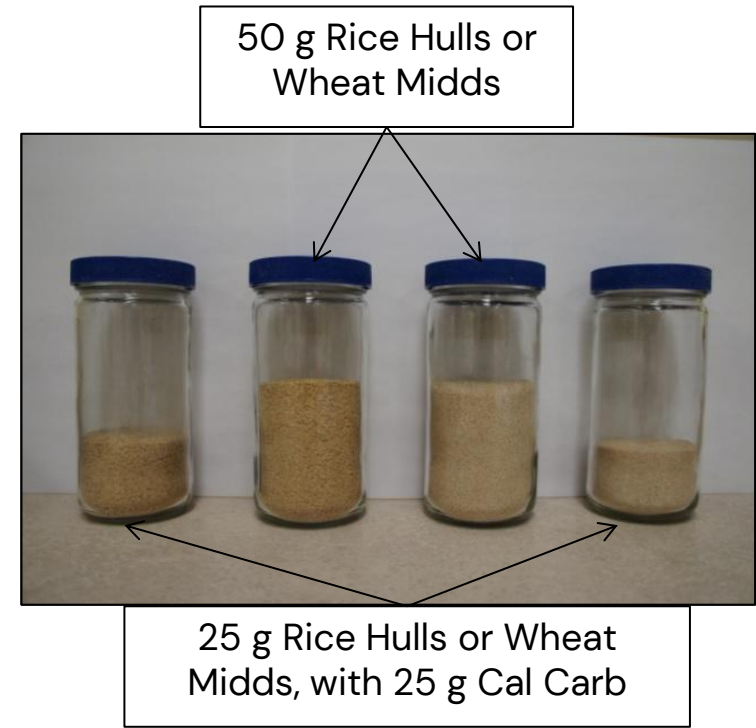 50 g Rice Hulls or
Wheat Midds
25 g Rice Hulls or Wheat
Midds, with 25 g Cal Carb